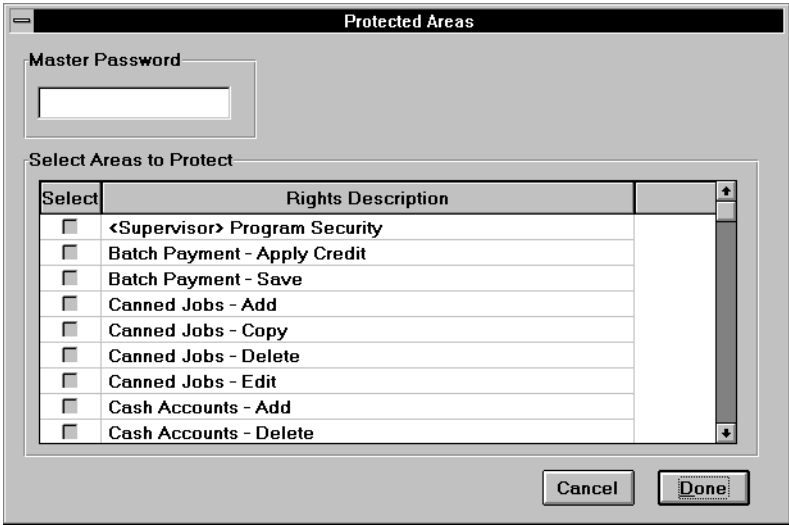 Protected Areas
Master Password
Select Areas to Protect
Select Rights Description
<Supervisor> Program Security
Batch Payment - Apply Credit
Batch Payment - Save
Canned Jobs - Add
Canned Jobs - Copy
Canned Jobs - Delete
Canned Jobs - Edit
Cash Accounts - Add
Cash Accounts - Delete
Cancel Done